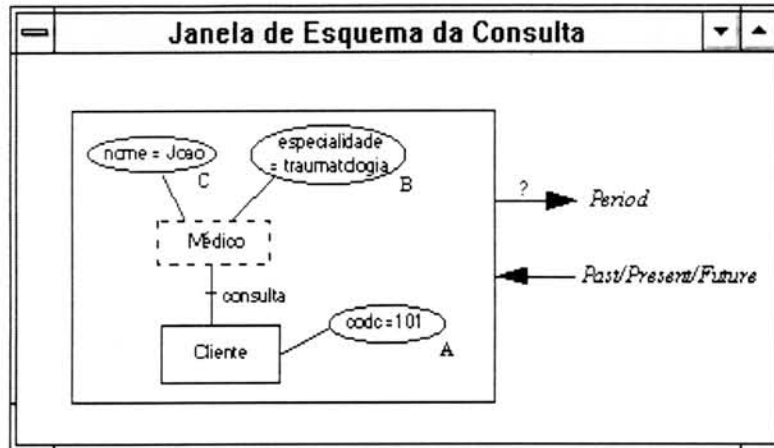 Janela de Esquema da Consulta
nome = Joao
C
especialidade
= traumatologia
B
Médico
consulta
Cliente
codc=101
A
?
Period
Past/Present/Future